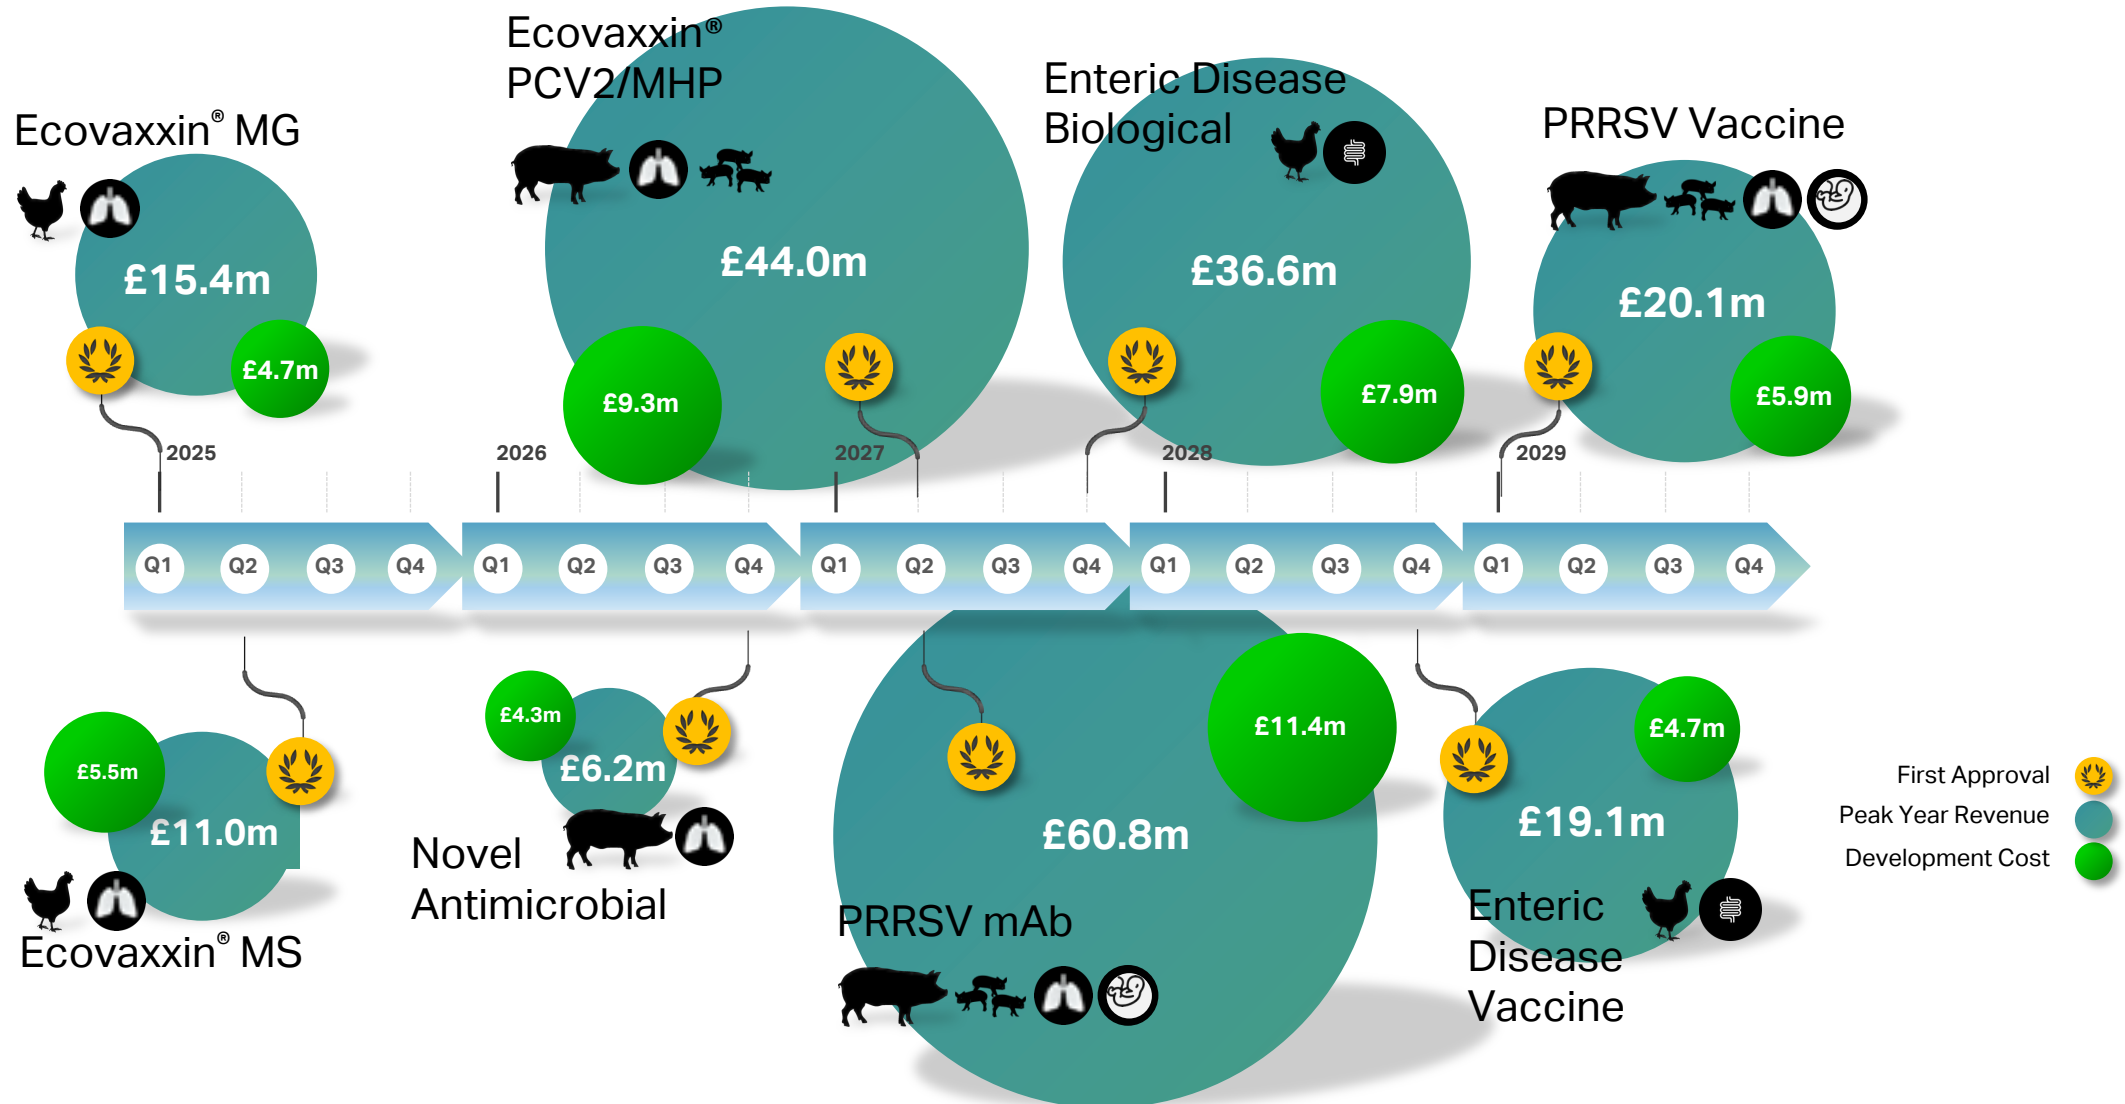 Ecovaxxin® MG
£15.4m
£4.7m
Ecovaxxin®
PCV2/MHP
£44.0m
£9.3m
Enteric Disease
Biological
£36.6m
£7.9m
PRRSV Vaccine
£20.1m
£5.9m
2025
2026
2027
2028
2029
Q1 Q2 Q3 Q4 Q1 Q2 Q3 Q4 Q1 Q2 Q3 Q4 Q1 Q2 Q3 Q4 Q1 Q2 Q3 Q4
£5.5m
£11.0m
Ecovaxxin® MS
£4.3m
£6.2m
Novel
Antimicrobial
£11.4m
£60.8m
PRRSV mAb
£4.7m
£19.1m
Enteric
Disease
Vaccine
First Approval
Peak Year Revenue
Development Cost